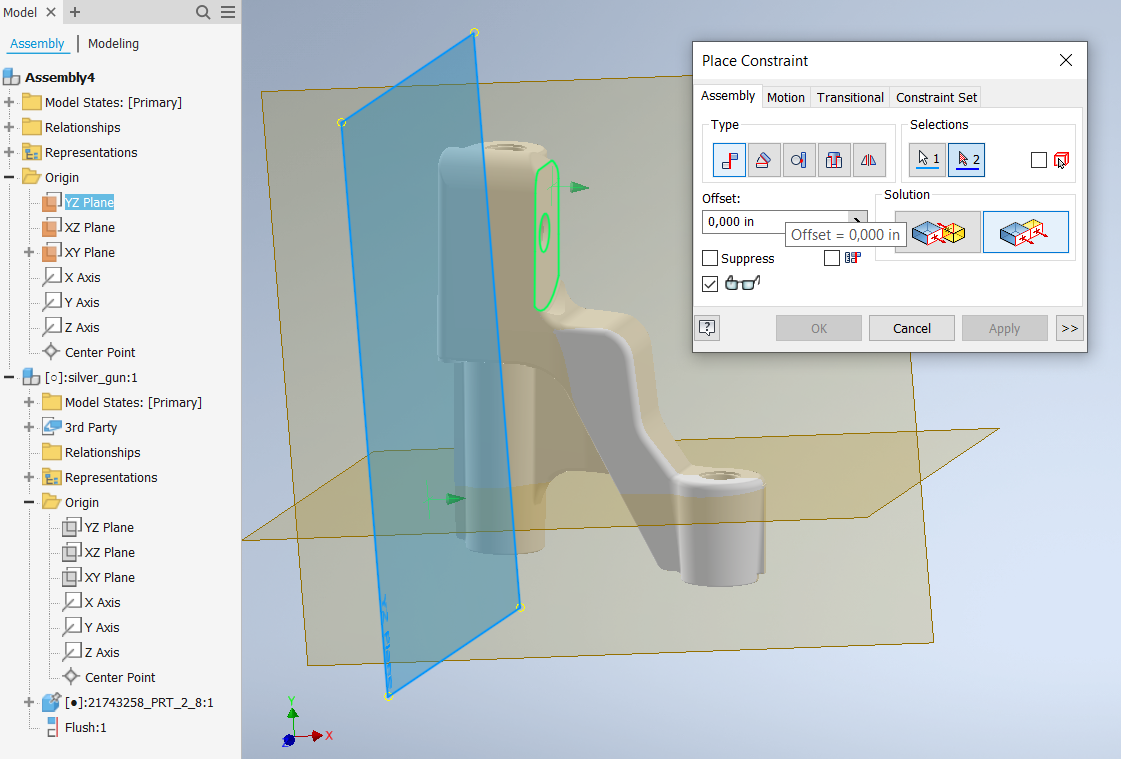 Model
Assembly | Modeling
Assembly4
Model States: [Primary]
Relationships
Representations
Origin
YZ Plane
XZ Plane
XY Plane
X Axis
Y Axis
Z Axis
Center Point
[○]:silver_gun:1
Model States: [Primary]
3rd Party
Relationships
Representations
Origin
YZ Plane
XZ Plane
XY Plane
X Axis
Y Axis
Z Axis
Center Point
[●]:21743258_PRT_2_8:1
Flush:1
Y
X
Z
Place Constraint
Assembly Motion Transitional Constraint Set
Type
Selections
1
2
Offset:
0,000 in
Offset = 0,000 in
Solution
Suppress
OK
Cancel
Apply
>>